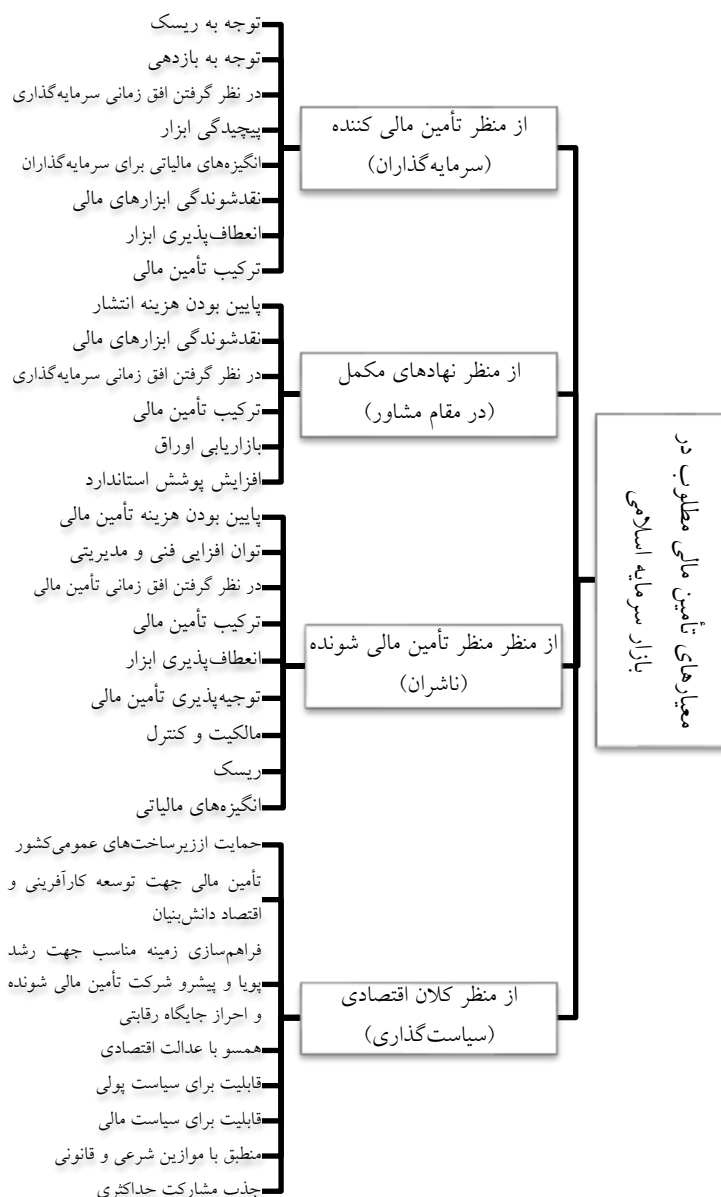 معیارهای تأمین مالی مطلوب در
بازار سرمایه اسلامی
از منظر تأمین مالی کننده
(سرمایه‌گذاران)
توجه به ریسک
توجه به بازدهی
در نظر گرفتن افق زمانی سرمایه‌گذاری
پیچیدگی ابزار
انگیزه‌های مالیاتی برای سرمایه‌گذاران
نقدشوندگی ابزارهای مالی
انعطاف‌پذیری ابزار
ترکیب تأمین مالی
از منظر نهادهای مکمل
(در مقام مشاور)
پایین بودن هزینه انتشار
نقدشوندگی ابزارهای مالی
در نظر گرفتن افق زمانی سرمایه‌گذاری
ترکیب تأمین مالی
بازاریابی اوراق
افزایش پوشش استاندارد
از منظر منظر تأمین مالی شونده
(ناشران)
پایین بودن هزینه تأمین مالی
توان افزایی فنی و مدیریتی
در نظر گرفتن افق زمانی تأمین مالی
ترکیب تأمین مالی
انعطاف‌پذیری ابزار
توجیه‌پذیری تأمین مالی
مالکیت و کنترل
ریسک
انگیزه‌های مالیاتی
از منظر کلان اقتصادی
(سیاست‌گذاری)
حمایت اززیرساخت‌های عمومی‌کشور
تأمین مالی جهت توسعه کارآفرینی و
اقتصاد دانش‌بنیان
فراهم‌سازی زمینه مناسب جهت رشد
پویا و پیشرو شرکت تأمین مالی شونده
و احراز جایگاه رقابتی
همسو با عدالت اقتصادی
قابلیت برای سیاست پولی
قابلیت برای سیاست مالی
منطبق با موازین شرعی و قانونی
جذب مشارکت حداکثری